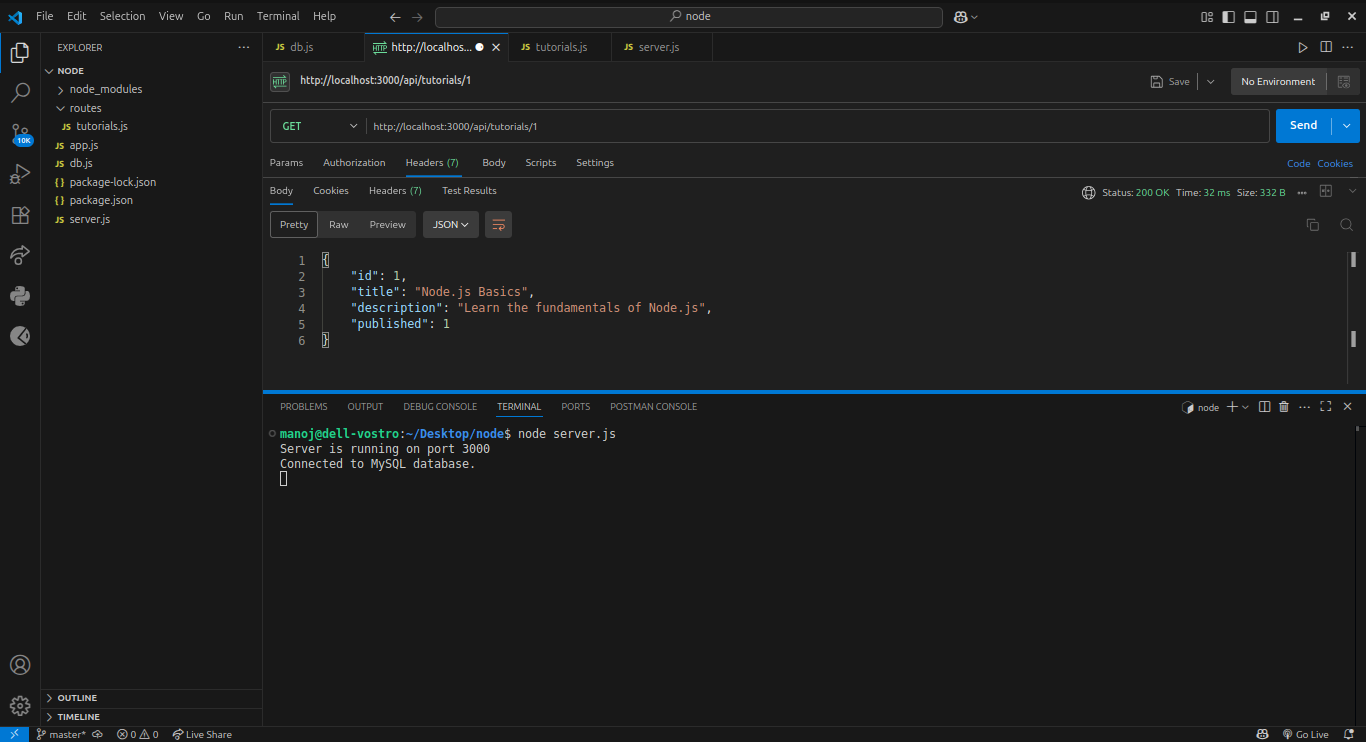 File Edit Selection View Go Run Terminal Help
node
EXPLORER
NODE
node_modules
routes
JS tutorials.js
JS app.js
JS db.js
{} package-lock.json
{} package.json
JS server.js
OUTLINE
TIMELINE
10K
JS db.js
HTTP http://localhos...
JS tutorials.js
JS server.js
HTTP http://localhost:3000/api/tutorials/1
Save
No Environment
GET http://localhost:3000/api/tutorials/1
Send
Params Authorization Headers (7) Body Scripts Settings
Code Cookies
Body Cookies Headers (7) Test Results
Status: 200 OK Time: 32 ms Size: 332 B
Pretty Raw Preview JSON
1 {
2 "id": 1,
3 "title": "Node.js Basics",
4 "description": "Learn the fundamentals of Node.js",
5 "published": 1
6 }
PROBLEMS OUTPUT DEBUG CONSOLE TERMINAL PORTS POSTMAN CONSOLE
node
manoj@dell-vostro:~/Desktop/node$ node server.js
Server is running on port 3000
Connected to MySQL database.
master* 0 0 Live Share
Go Live